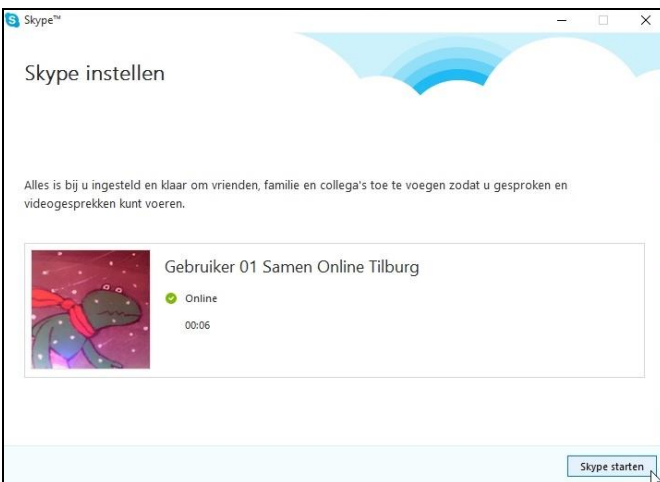 Skype™
Skype instellen
Alles is bij u ingesteld en klaar om vrienden, familie en collega's toe te voegen zodat u gesproken en
videogesprekken kunt voeren.
Gebruiker 01 Samen Online Tilburg
Online
00:06
Skype starten